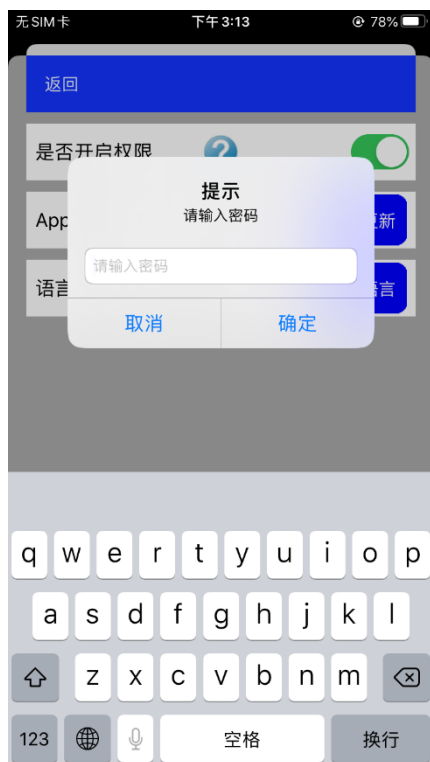 无SIM卡 下午3:13 78%
返回
是否开启权限
提示
请输入密码
App
新
请输入密码
语言
言
取消 确定
q w e r t y u i o p
a s d f g h j k l
z x c v b n m
123 空格 换行